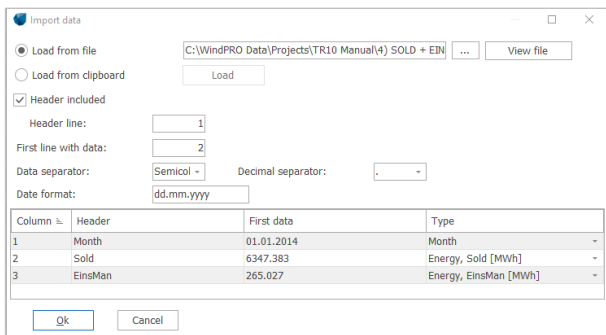 Import data
Load from file
C:\WindPRO Data\Projects\TR10 Manual\4) SOLD + EIN
...
View file
Load from clipboard
Load
Header included
Header line:
1
First line with data:
2
Data separator:
Semicol
Decimal separator:
.
Date format:
dd.mm.yyyy
Column Header First data Type
1 Month 01.01.2014 Month
2 Sold 6347.383 Energy, Sold [MWh]
3 EinsMan 265.027 Energy, EinsMan [MWh]
Ok
Cancel